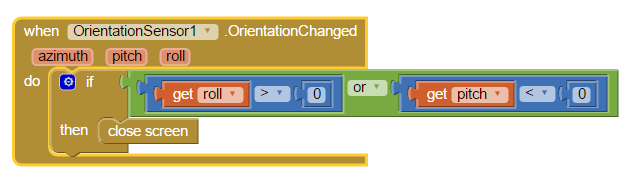 when OrientationSensor1 .OrientationChanged
azimuth pitch roll
do if get roll > 0 or get pitch < 0
then close screen